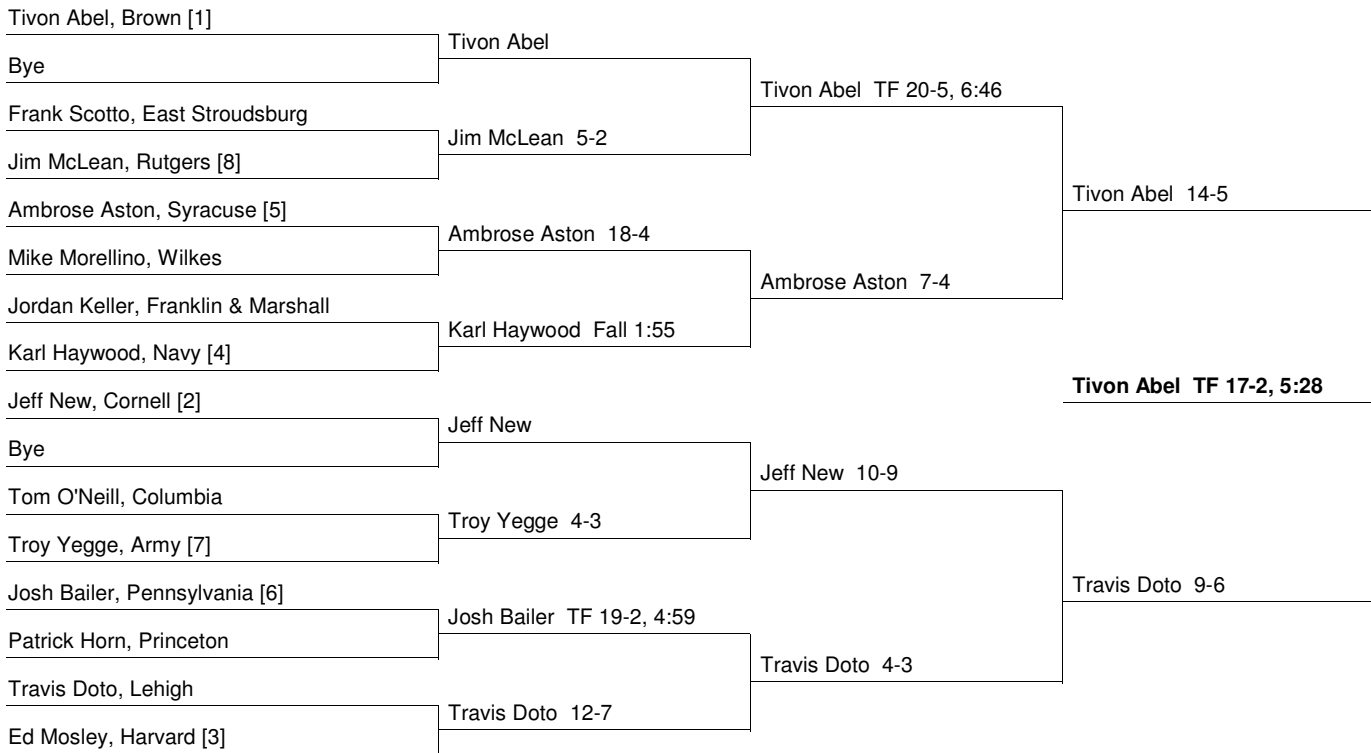 Tivon Abel, Brown [1]
Bye
Frank Scotto, East Stroudsburg
Jim McLean, Rutgers [8]
Ambrose Aston, Syracuse [5]
Mike Morellino, Wilkes
Jordan Keller, Franklin & Marshall
Karl Haywood, Navy [4]
Jeff New, Cornell [2]
Bye
Tom O'Neill, Columbia
Troy Yegge, Army [7]
Josh Bailer, Pennsylvania [6]
Patrick Horn, Princeton
Travis Doto, Lehigh
Ed Mosley, Harvard [3]
Tivon Abel
Jim McLean 5-2
Ambrose Aston 18-4
Karl Haywood Fall 1:55
Jeff New
Troy Yegge 4-3
Josh Bailer TF 19-2, 4:59
Travis Doto 12-7
Tivon Abel TF 20-5, 6:46
Ambrose Aston 7-4
Jeff New 10-9
Travis Doto 4-3
Tivon Abel 14-5
Travis Doto 9-6
Tivon Abel TF 17-2, 5:28